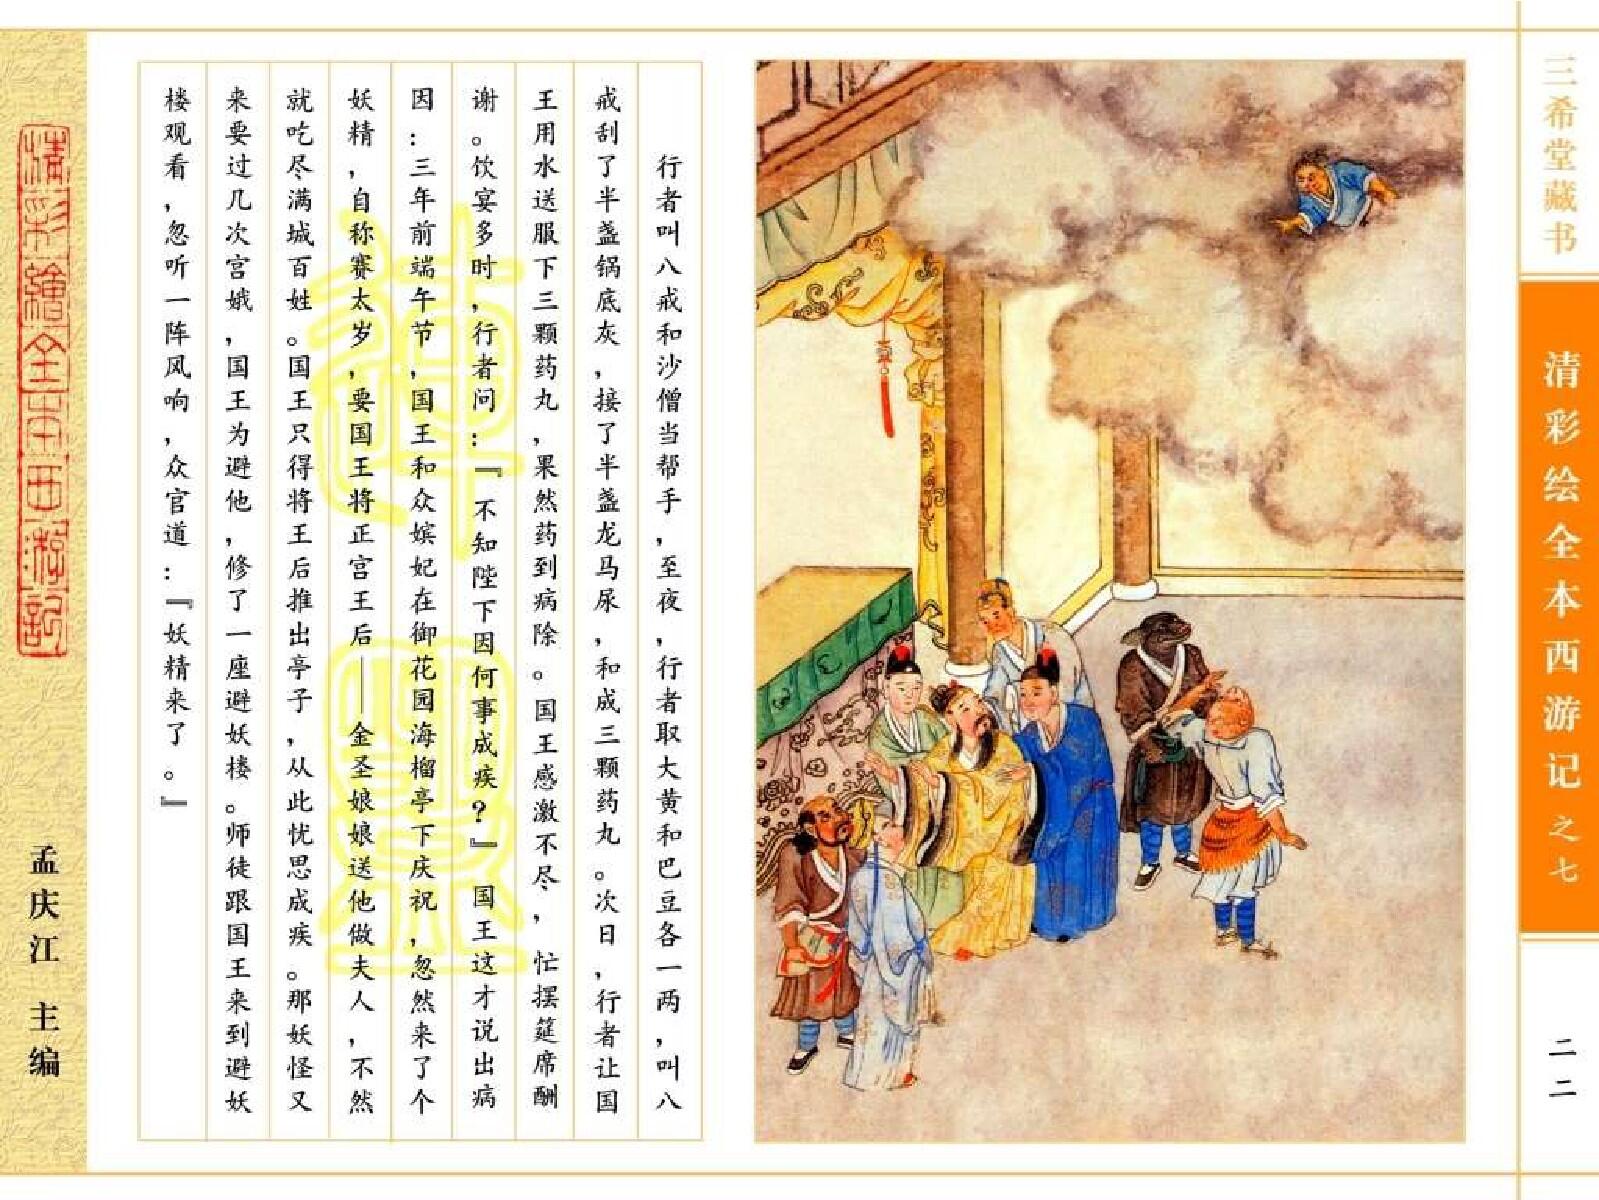 三希堂藏书
清彩绘全本西游记之七
二二
行者叫八戒和沙僧当帮手，至夜，行者取大黄和巴豆各一两，叫八
戒刮了半盏锅底灰，接了半盏龙马尿，和成三颗药丸。次日，行者让国
王用水送服下三颗药丸，果然药到病除。国王感激不尽，忙摆筵席酬
谢。饮宴多时，行者问：『不知陛下因何事成疾？』国王这才说出病
因：三年前端午节，国王和众嫔妃在御花园海榴亭下庆祝，忽然来了个
妖精，自称赛太岁，要国王将正宫王后——金圣娘娘送他做夫人，不然
就吃尽满城百姓。国王只得将王后推出亭子，从此忧思成疾。那妖怪又
来要过几次宫娥，国王为避他，修了一座避妖楼。师徒跟国王来到避妖
楼观看，忽听一阵风响，众官道：『妖精来了。』
清彩繪全本西游記
孟庆江 主编